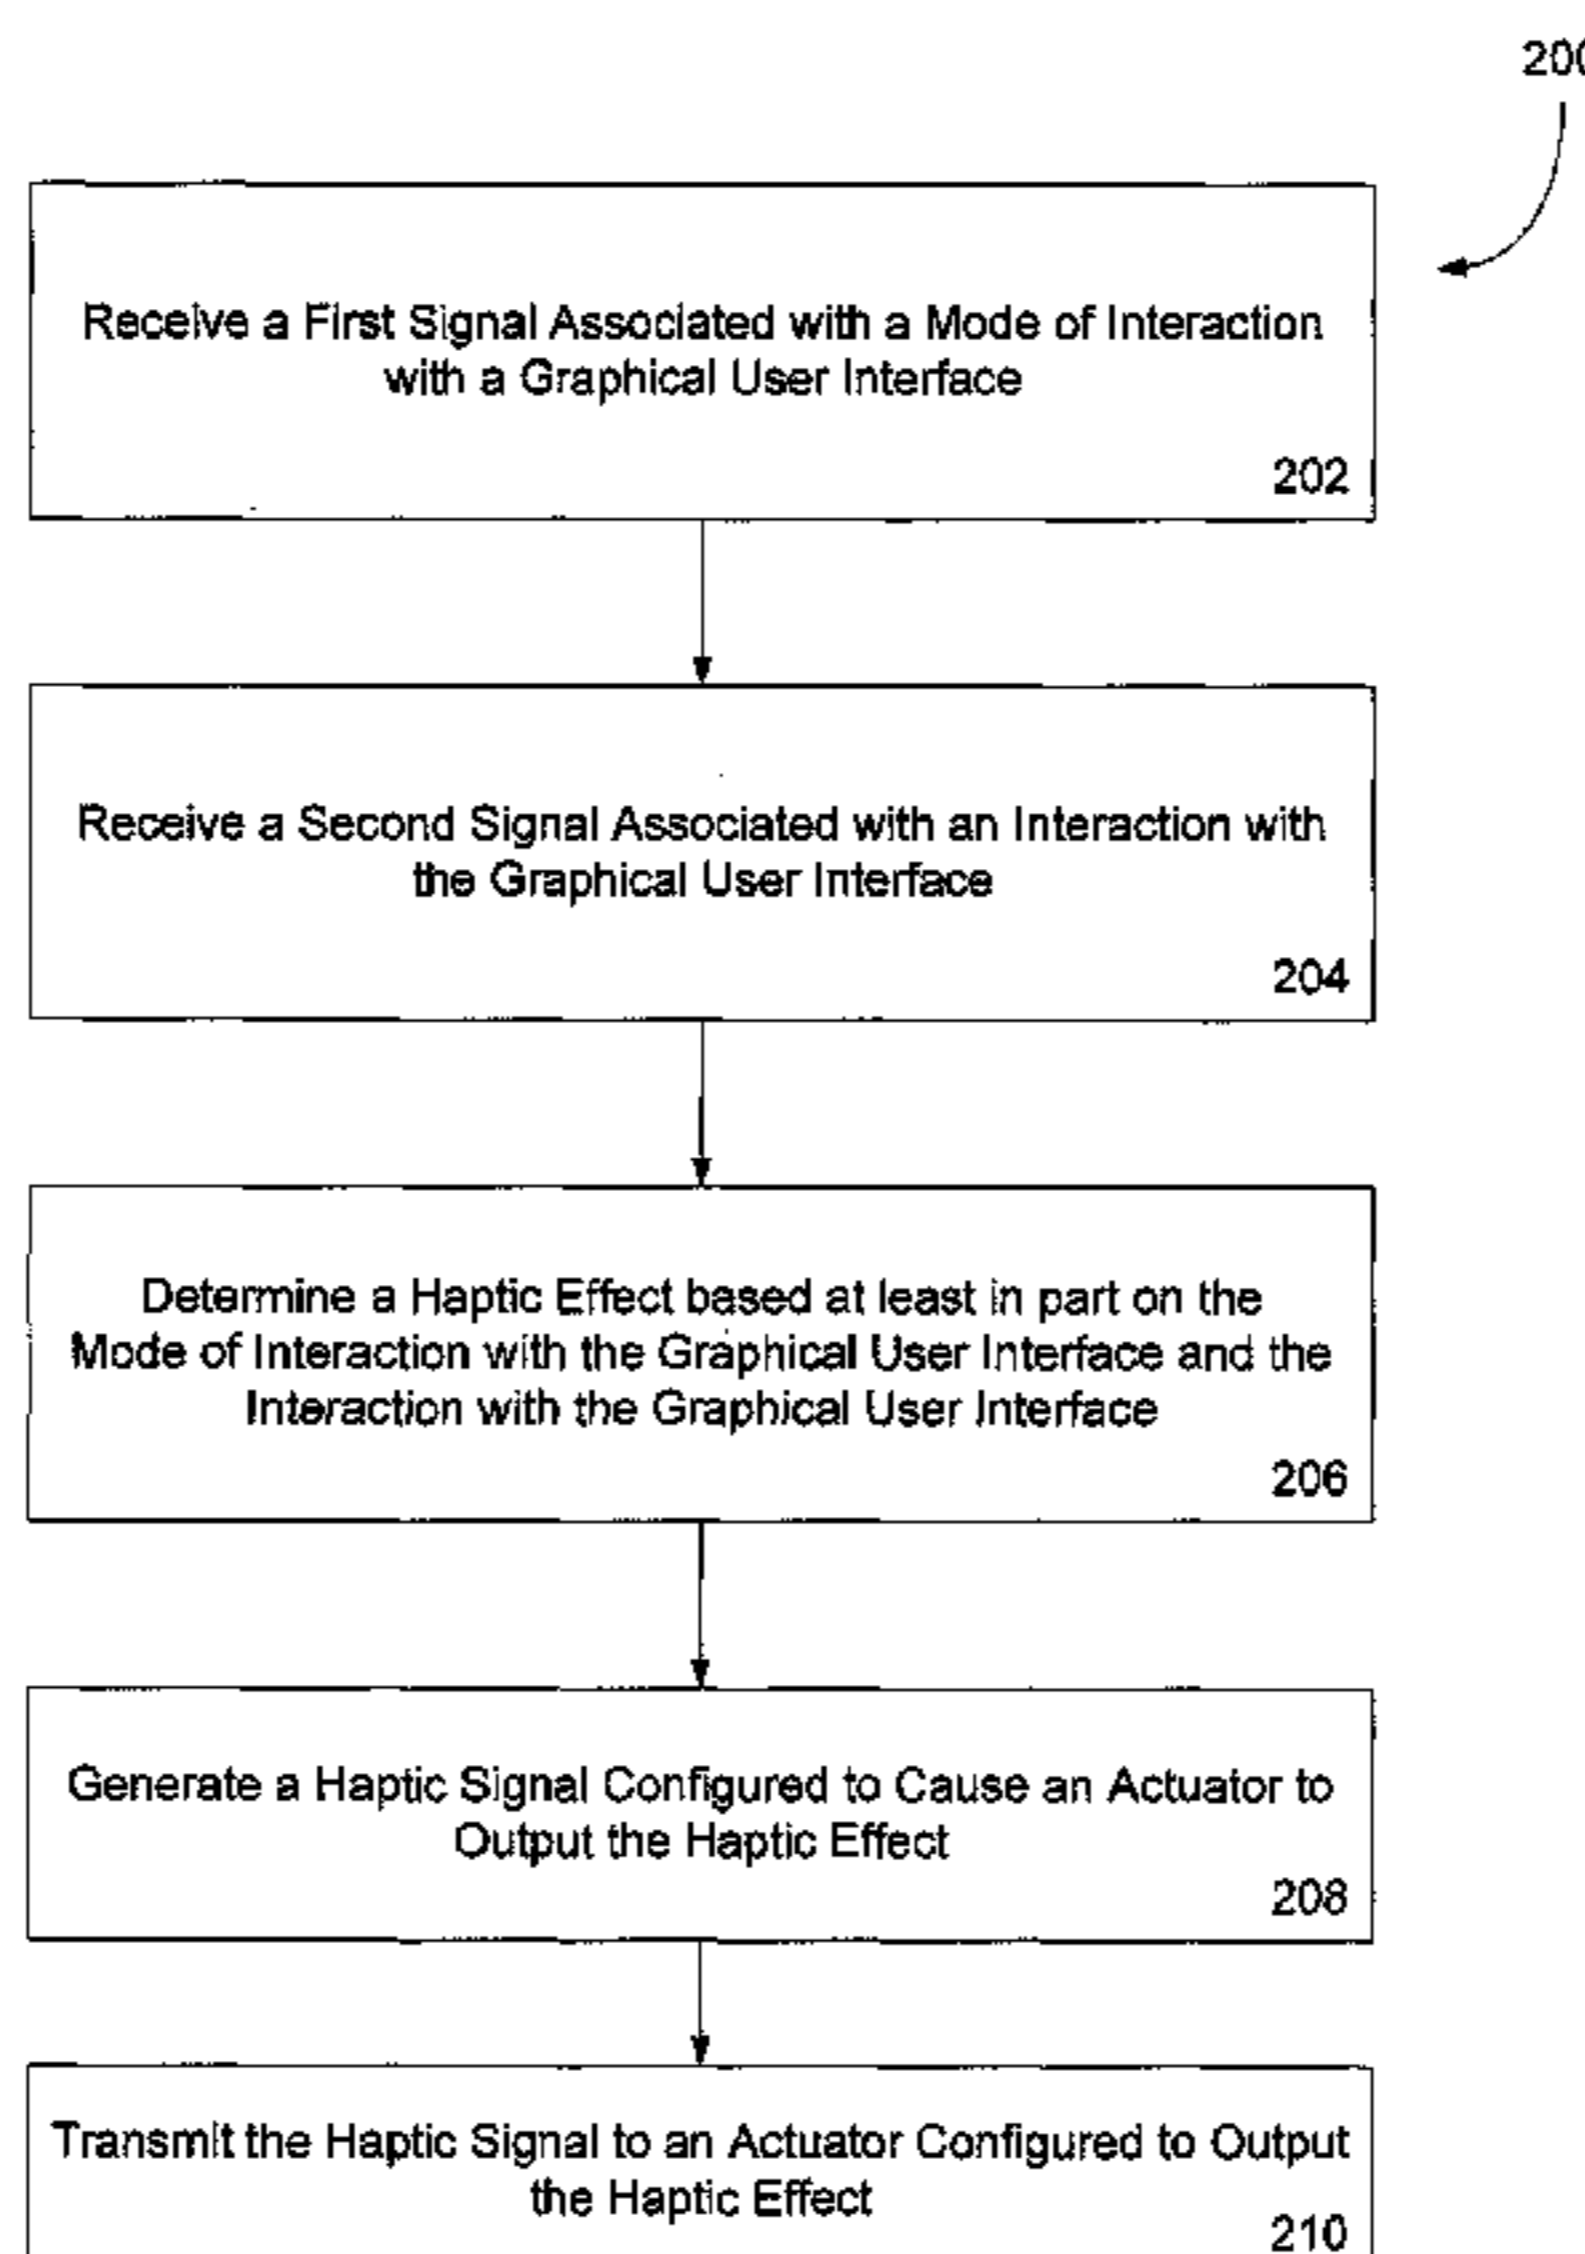 200
Receive a First Signal Associated with a Mode of Interaction
with a Graphical User Interface
202
Receive a Second Signal Associated with an Interaction with
the Graphical User Interface
204
Determine a Haptic Effect based at least in part on the
Mode of Interaction with the Graphical User Interface and the
Interaction with the Graphical User Interface
206
Generate a Haptic Signal Configured to Cause an Actuator to
Output the Haptic Effect
208
Transmit the Haptic Signal to an Actuator Configured to Output
the Haptic Effect
210